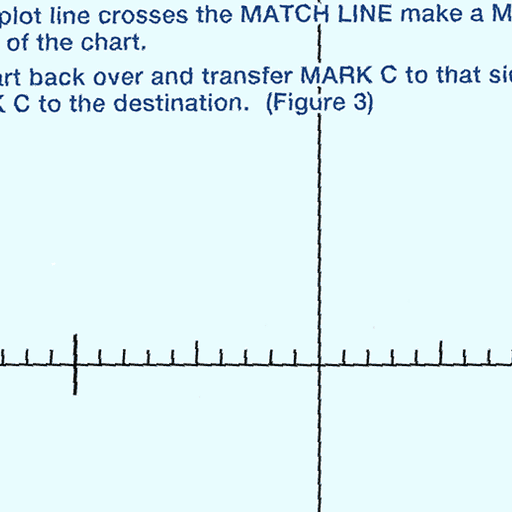 plot line crosses the MATCH LINE make a M
of the chart.
art back over and transfer MARK C to that si
K C to the destination. (Figure 3)